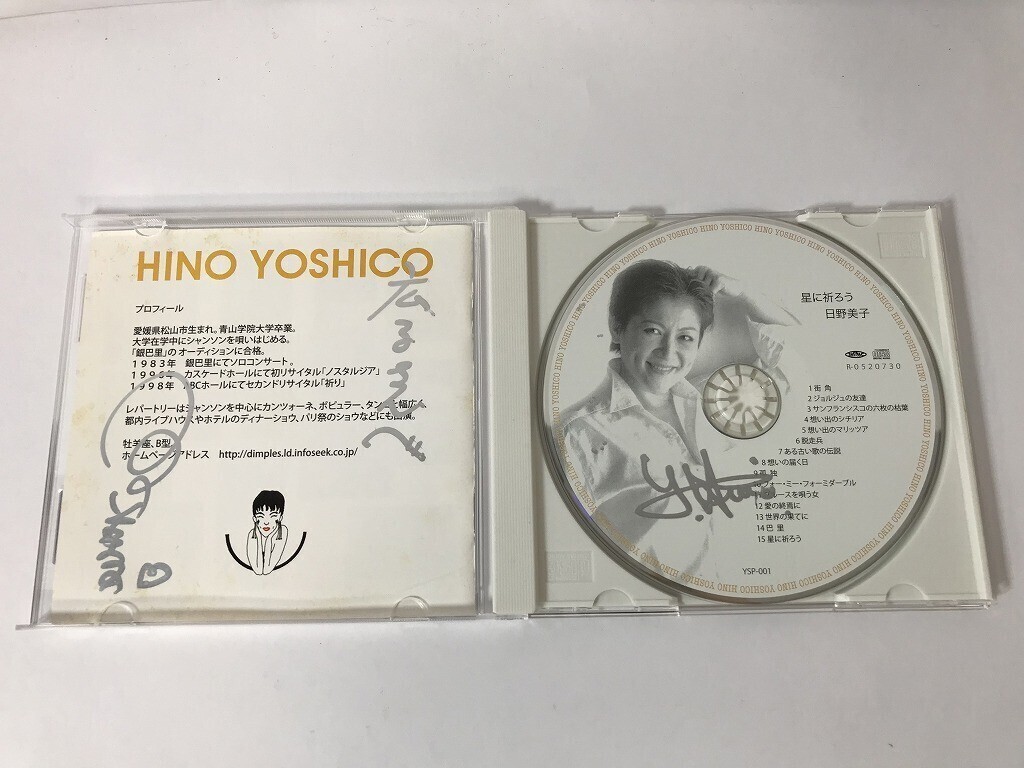 HINO YOSHICO
プロフィール
愛媛県松山市生まれ。青山学院大学卒業。
大学在学中にシャンソンを唄いはじめる。
「銀巴里」のオーディションに合格。
1983年 銀巴里にてソロコンサート。
1996年 カスケードホールにて初リサイタル「ノスタルジア」
1998年 ABCホールにてセカンドリサイタル「祈り」
レパートリーはシャンソンを中心にカンツォーネ、ポピュラー、タンゴと幅広く
都内ライブハウスやホテルのディナーショウ、パリ祭のショウなどにも出演。
牡羊座、B型
ホームページアドレス http://dimples.ld.infoseek.co.jp/
HINO YOSHICO HINO YOSHICO HINO YOSHICO HINO YOSHICO
星に祈ろう
日野美子
R-0520730
1 街 角
2 ジョルジュの友達
3 サンフランシスコの六枚の枯葉
4 想い出のシチリア
5 想い出のマリッツア
6 脱走兵
7 ある古い歌の伝説
8 想いの届く日
9 孤 独
10 フォー・ミー・フォーミダーブル
11 ブルースを唄う女
12 愛の終焉に
13 世界の果てに
14 巴 里
15 星に祈ろう
YSP-001